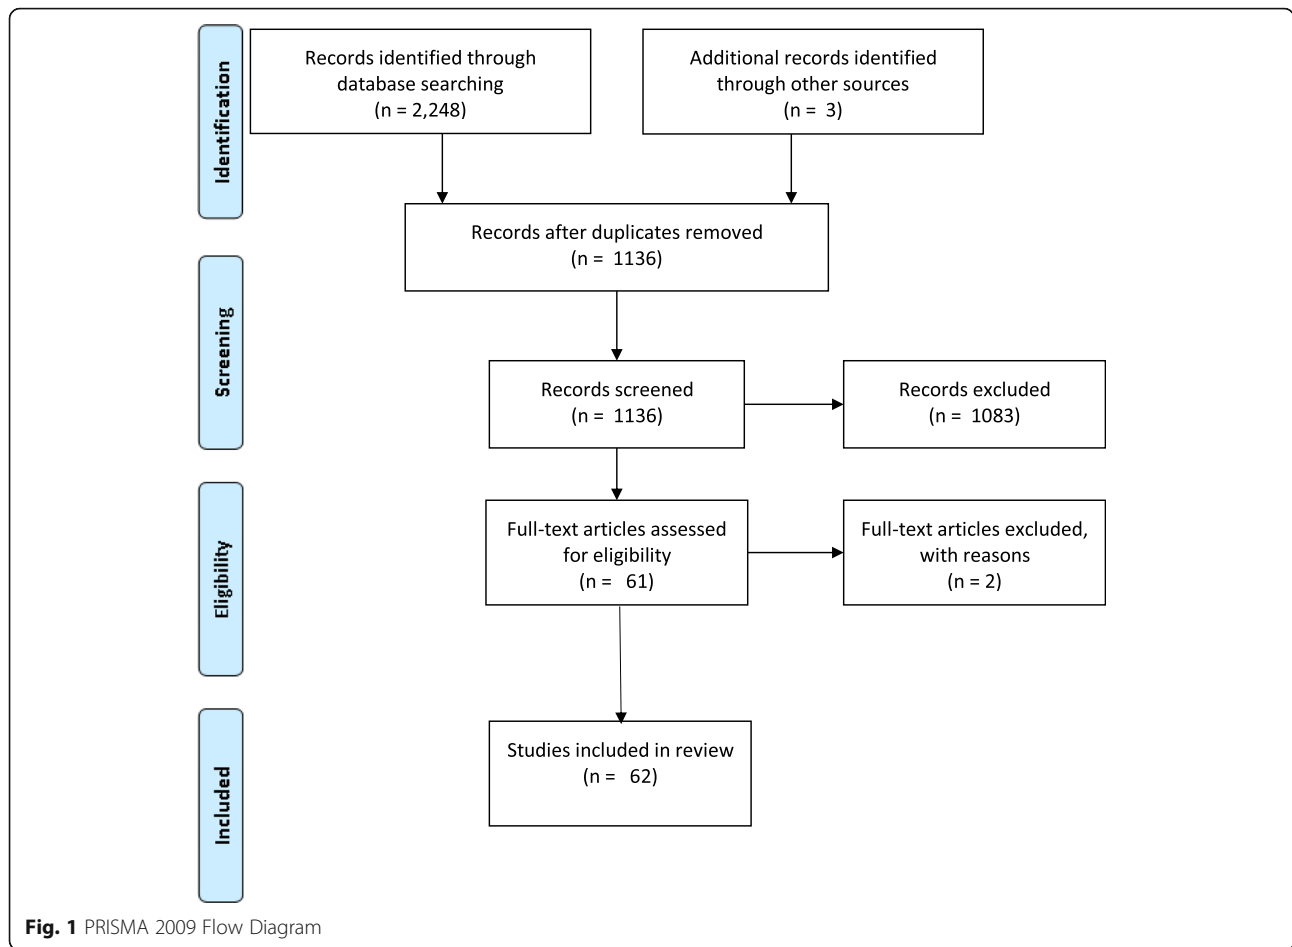 Identification
Records identified through
database searching
(n = 2,248)
Additional records identified
through other sources
(n = 3)
Records after duplicates removed
(n = 1136)
Screening
Records screened
(n = 1136)
Records excluded
(n = 1083)
Eligibility
Full-text articles assessed
for eligibility
(n = 61)
Full-text articles excluded,
with reasons
(n = 2)
Included
Studies included in review
(n = 62)
Fig. 1 PRISMA 2009 Flow Diagram